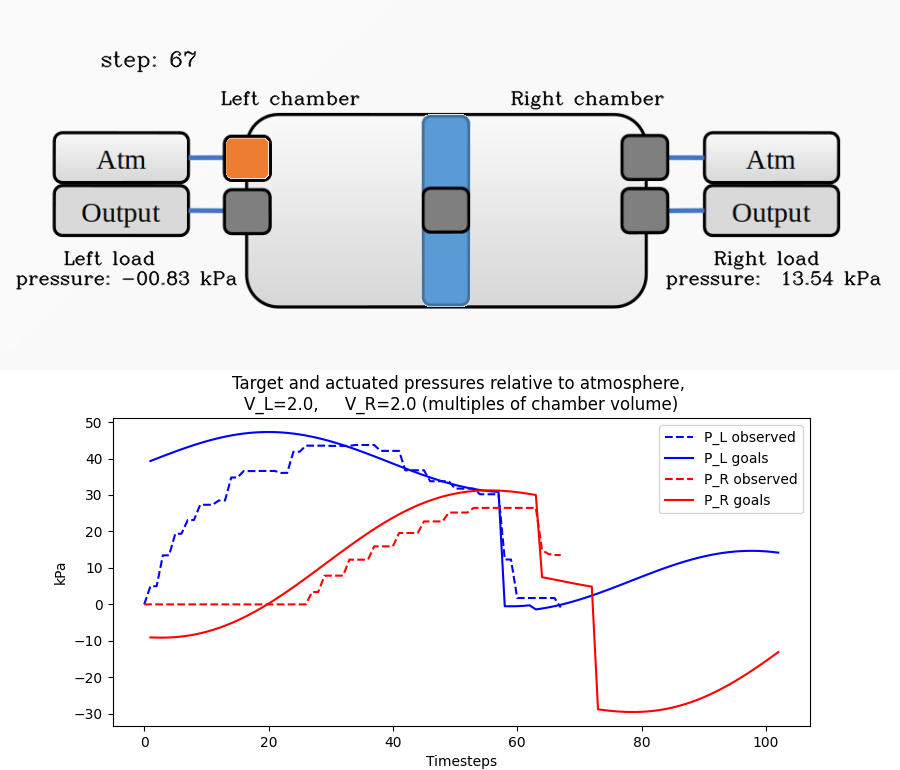 step: 67
Left chamber
Right chamber
Atm
Atm
Output
Output
Left load
pressure: −00.83 kPa
Right load
pressure: 13.54 kPa
Target and actuated pressures relative to atmosphere,
V_L=2.0, V_R=2.0 (multiples of chamber volume)
50
40
30
20
10
0
−10
−20
−30
kPa
P_L observed
P_L goals
P_R observed
P_R goals
0 20 40 60 80 100
Timesteps